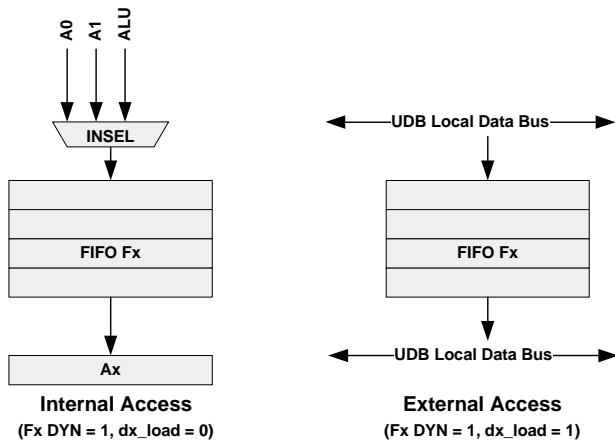 A0
A1
ALU
INSEL
FIFO Fx
Ax
Internal Access
(Fx DYN = 1, dx_load = 0)
UDB Local Data Bus
FIFO Fx
UDB Local Data Bus
External Access
(Fx DYN = 1, dx_load = 1)